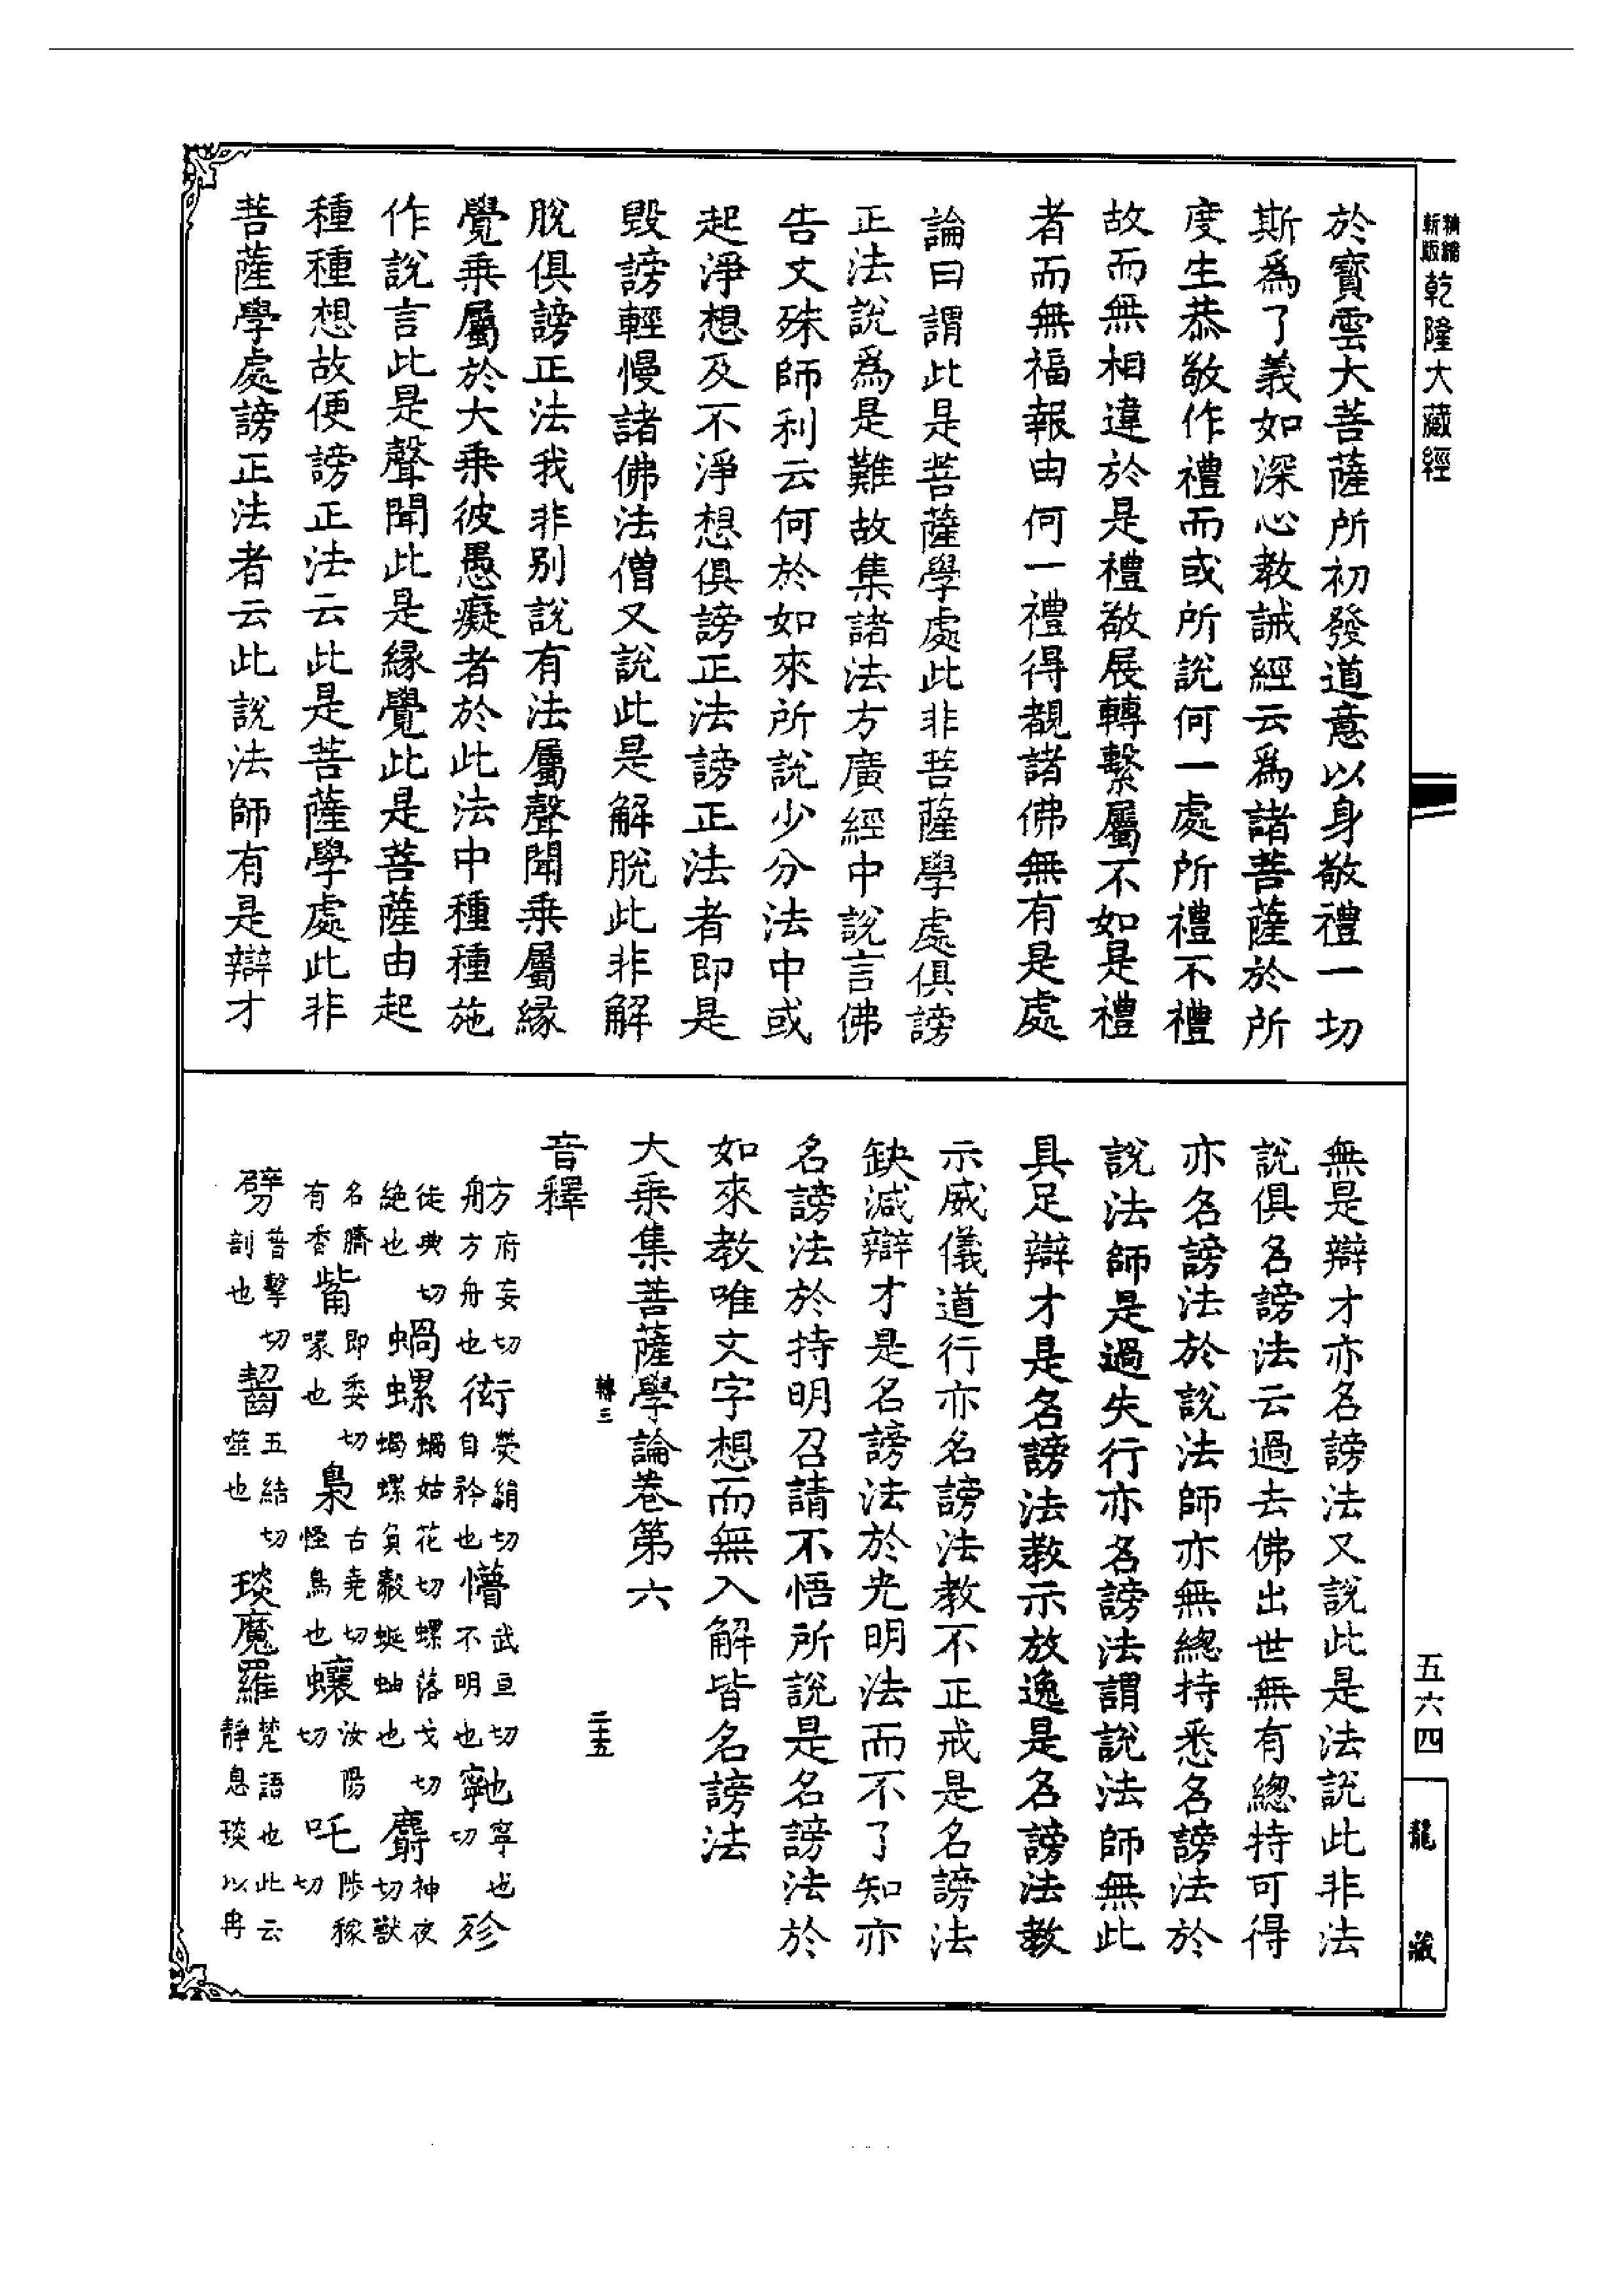 精縮新版乾隆大藏經
五六四
龍藏
於寶雲大菩薩所初發道意以身敬禮一切
斯爲了義如深心教誡經云爲諸菩薩於所
度生恭敬作禮而或所說何一處所禮不禮
故而無相違於是禮敬展轉繫屬不如是禮
者而無福報由何一禮得覩諸佛無有是處
論曰謂此是菩薩學處此非菩薩學處俱謗
正法說爲是難故集諸法方廣經中說言佛
告文殊師利云何於如來所說少分法中或
起淨想及不淨想俱謗正法謗正法者即是
毀謗輕慢諸佛法僧又說此是解脫此非解
脫俱謗正法我非別說有法屬聲聞乘屬緣
覺乘屬於大乘彼愚癡者於此法中種種施
作說言此是聲聞此是緣覺此是菩薩由起
種種想故便謗正法云此是菩薩學處此非
菩薩學處謗正法者云此說法師有是辯才
無是辯才亦名謗法又說此是法說此非法
說俱名謗法云過去佛出世無有總持可得
亦名謗法於說法師亦無總持悉名謗法於
說法師是過失行亦名謗法謂說法師無此
具足辯才是名謗法教示放逸是名謗法教
示威儀道行亦名謗法教不正戒是名謗法
缺減辯才是名謗法於光明法而不了知亦
名謗法於持明召請不悟所說是名謗法於
如來教唯文字想而無入解皆名謗法
大乘集菩薩學論卷第六
轉三
二十五
音釋
舫方府妄切方舟也衒熒絹切自矜也懵武亘切不明也寧也寧也切殄
徒典切絕也蝸螺蝸姑花切螺落戈切蝸螺負殼蜒蚰也麝神夜切獸
名臍有香觜即委切喙也梟古堯切怪鳥也蠰汝陽切吒陟稼切
劈普擊切剖也齧五結切噬也琰魔羅梵語也此云靜息琰以冉